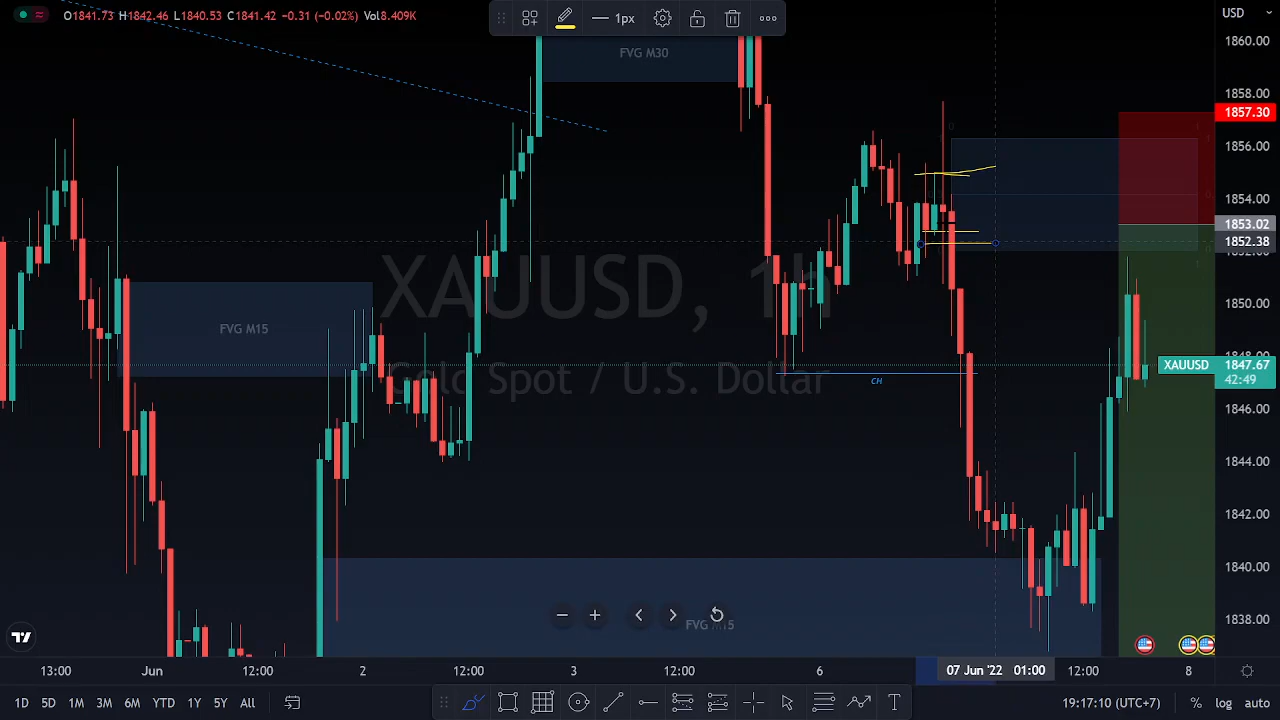 O1841.73 H1842.46 L1840.53 C1841.42 −0.31 (−0.02%) Vol8.409K
1px
USD
1860.00
1858.00
1857.30
1856.00
1854.00
1853.02
1852.38
1850.00
XAUUSD 1847.67
42:49
1846.00
1844.00
1842.00
1840.00
1838.00
FVG M30
XAUUSD, 1h
Gold Spot / U.S. Dollar
FVG M15
CH
FVG M15
13:00 Jun 12:00 2 12:00 3 12:00 6 07 Jun '22 01:00 12:00 8
1D 5D 1M 3M 6M YTD 1Y 5Y All
T
19:17:10 (UTC+7) % log auto